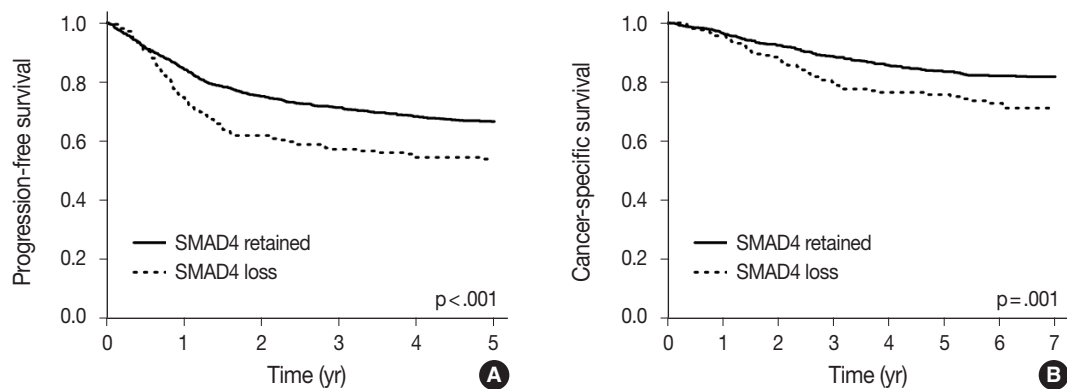 Progression-free survival
1.0
0.8
0.6
0.4
0.2
0.0
SMAD4 retained
SMAD4 loss
p < .001
0 1 2 3 4 5
Time (yr)
A
Cancer-specific survival
1.0
0.8
0.6
0.4
0.2
0.0
SMAD4 retained
SMAD4 loss
p = .001
0 1 2 3 4 5 6 7
Time (yr)
B